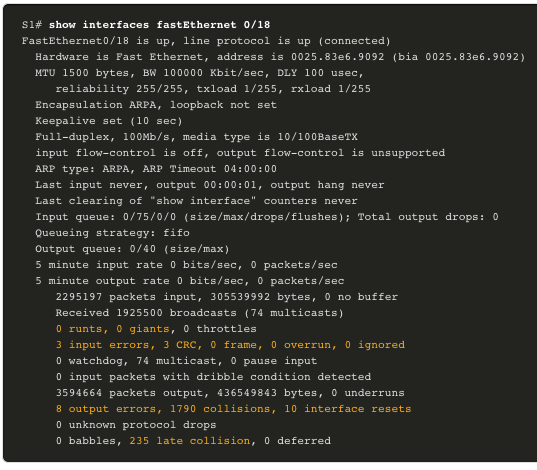 S1# show interfaces fastEthernet 0/18
FastEthernet0/18 is up, line protocol is up (connected)
Hardware is Fast Ethernet, address is 0025.83e6.9092 (bia 0025.83e6.9092)
MTU 1500 bytes, BW 100000 Kbit/sec, DLY 100 usec,
reliability 255/255, txload 1/255, rxload 1/255
Encapsulation ARPA, loopback not set
Keepalive set (10 sec)
Full-duplex, 100Mb/s, media type is 10/100BaseTX
input flow-control is off, output flow-control is unsupported
ARP type: ARPA, ARP Timeout 04:00:00
Last input never, output 00:00:01, output hang never
Last clearing of "show interface" counters never
Input queue: 0/75/0/0 (size/max/drops/flushes); Total output drops: 0
Queueing strategy: fifo
Output queue: 0/40 (size/max)
5 minute input rate 0 bits/sec, 0 packets/sec
5 minute output rate 0 bits/sec, 0 packets/sec
2295197 packets input, 305539992 bytes, 0 no buffer
Received 1925500 broadcasts (74 multicasts)
0 runts, 0 giants, 0 throttles
3 input errors, 3 CRC, 0 frame, 0 overrun, 0 ignored
0 watchdog, 74 multicast, 0 pause input
0 input packets with dribble condition detected
3594664 packets output, 436549843 bytes, 0 underruns
8 output errors, 1790 collisions, 10 interface resets
0 unknown protocol drops
0 babbles, 235 late collision, 0 deferred